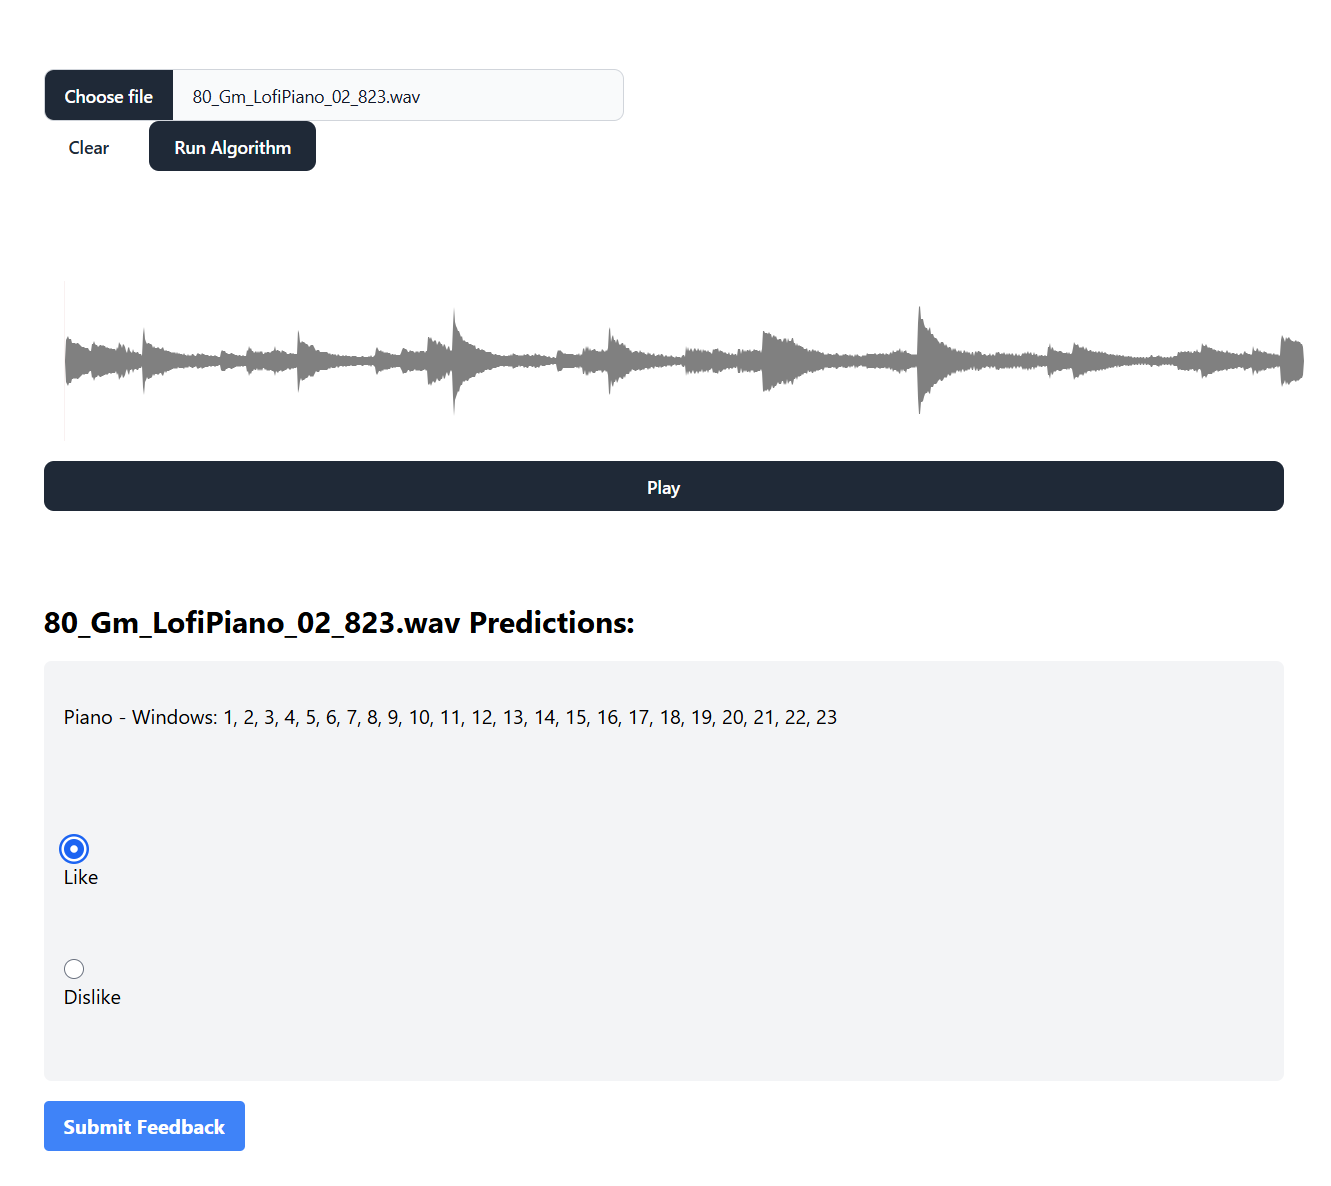 Choose file 80_Gm_LofiPiano_02_823.wav
Clear Run Algorithm
Play
80_Gm_LofiPiano_02_823.wav Predictions:
Piano - Windows: 1, 2, 3, 4, 5, 6, 7, 8, 9, 10, 11, 12, 13, 14, 15, 16, 17, 18, 19, 20, 21, 22, 23
Like
Dislike
Submit Feedback